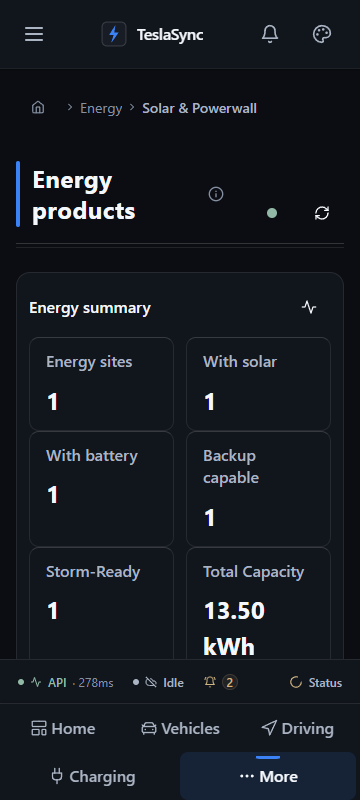 TeslaSync
Energy
Solar & Powerwall
Energy
products
Energy summary
Energy sites
1
With solar
1
With battery
1
Backup
capable
1
Storm-Ready
1
Total Capacity
13.50
kWh
API · 278ms
Idle
2
Status
Home
Vehicles
Driving
Charging
More